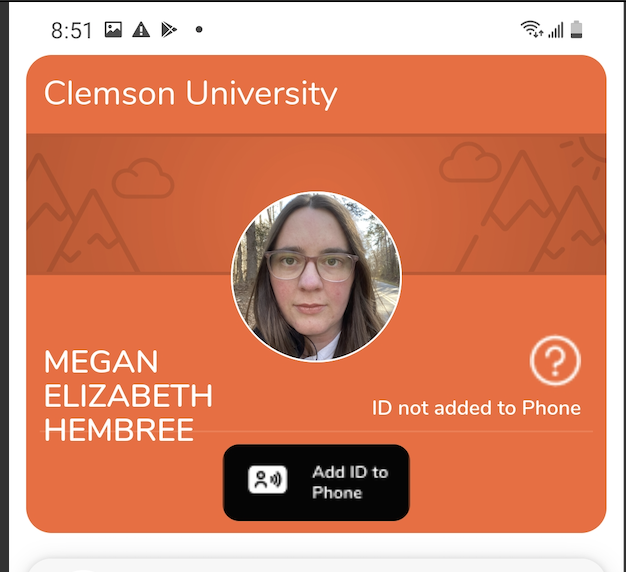 8:51
Clemson University
MEGAN
ELIZABETH
HEMBREE
?
ID not added to Phone
Add ID to
Phone